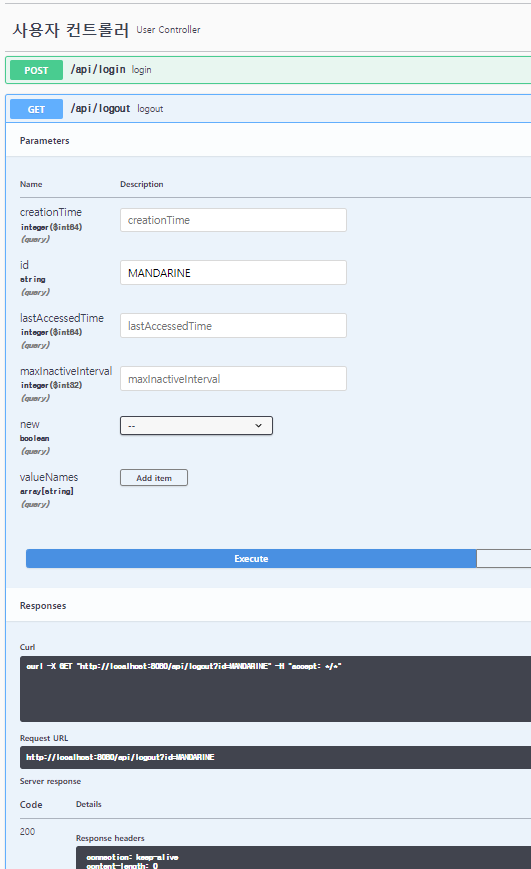 사용자 컨트롤러 User Controller
POST /api/login login
GET /api/logout logout
Parameters
Name Description
creationTime
integer($int64)
(query)
creationTime
id
string
(query)
MANDARINE
lastAccessedTime
integer($int64)
(query)
lastAccessedTime
maxInactiveInterval
integer($int32)
(query)
maxInactiveInterval
new
boolean
(query)
--
valueNames
array[string]
(query)
Add item
Execute
Responses
Curl
curl -X GET "http://localhost:8080/api/logout?id=MANDARINE" -H "accept: */*"
Request URL
http://localhost:8080/api/logout?id=MANDARINE
Server response
Code Details
200
Response headers
connection: keep-alive
content-length: 0